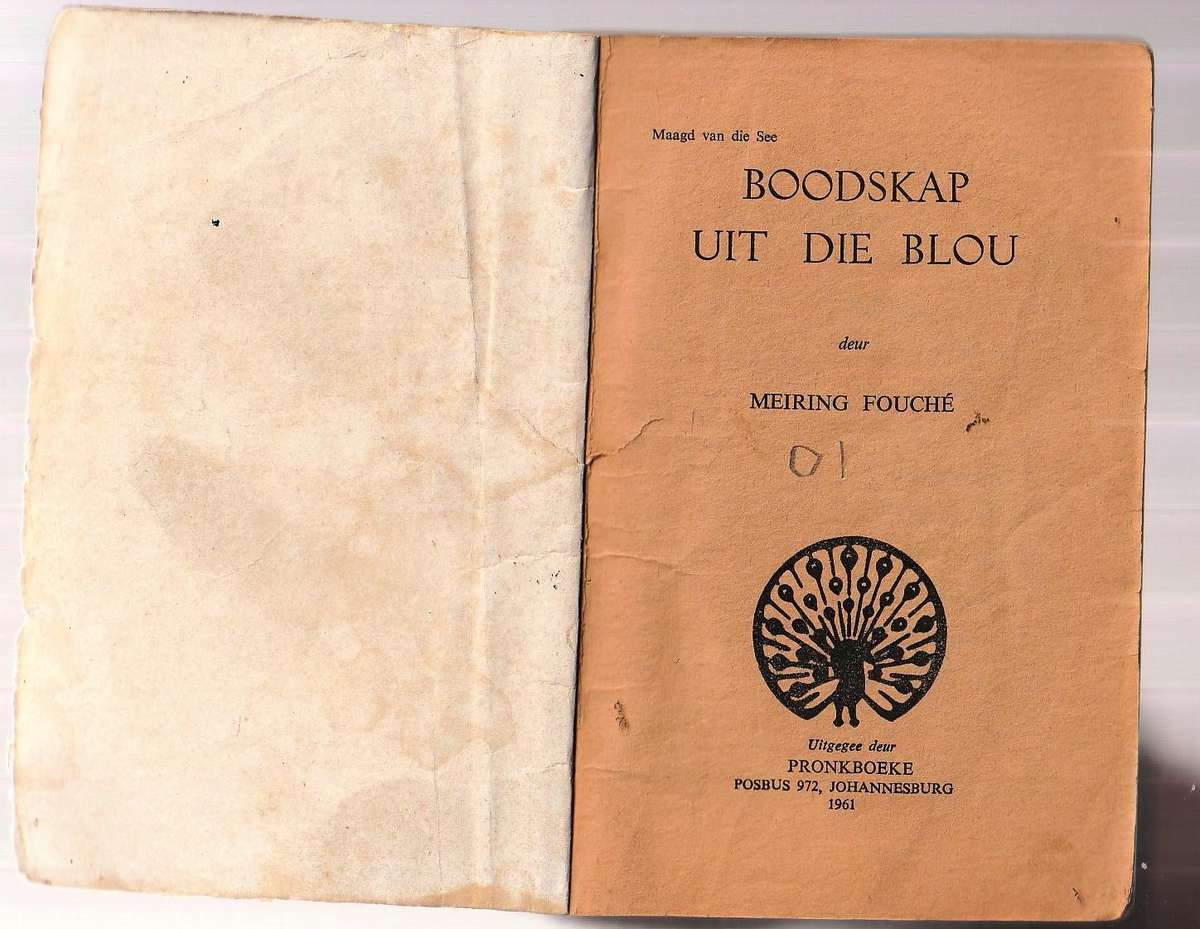 Maagd van die See
BOODSKAP
UIT DIE BLOU
deur
MEIRING FOUCHÉ
01
Uitgegee deur
PRONKBOEKE
POSBUS 972, JOHANNESBURG
1961